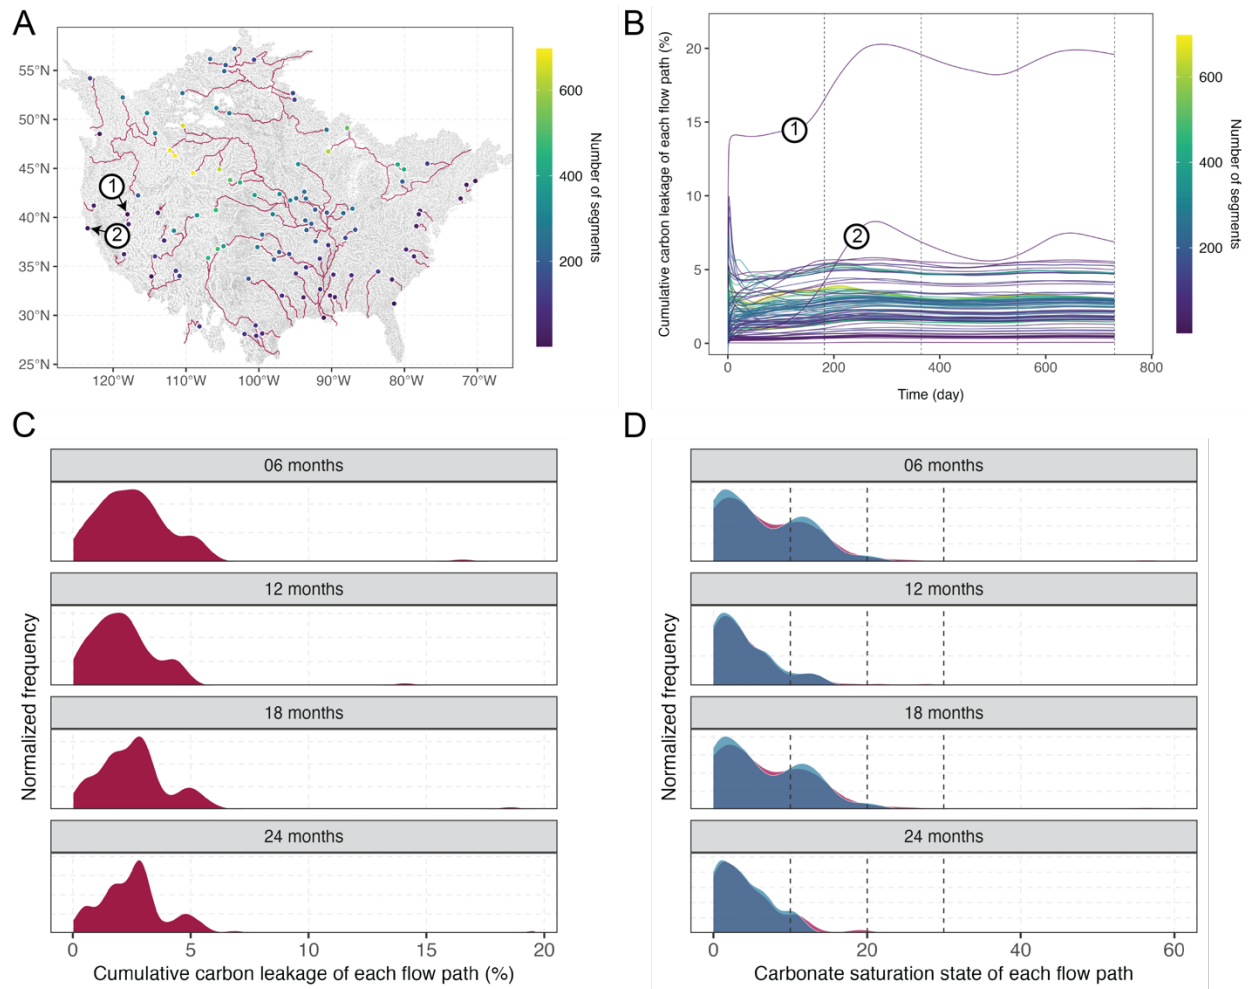 A
55°N
50°N
45°N
40°N
35°N
30°N
25°N
120°W
110°W
100°W
90°W
80°W
70°W
1
2
600
400
200
Number of segments
B
Cumulative carbon leakage of each flow path (%)
20
15
10
5
0
1
2
0
200
400
600
800
Time (day)
600
400
200
Number of segments
C
Normalized frequency
06 months
12 months
18 months
24 months
0
5
10
15
20
Cumulative carbon leakage of each flow path (%)
D
Normalized frequency
06 months
12 months
18 months
24 months
0
20
40
60
Carbonate saturation state of each flow path